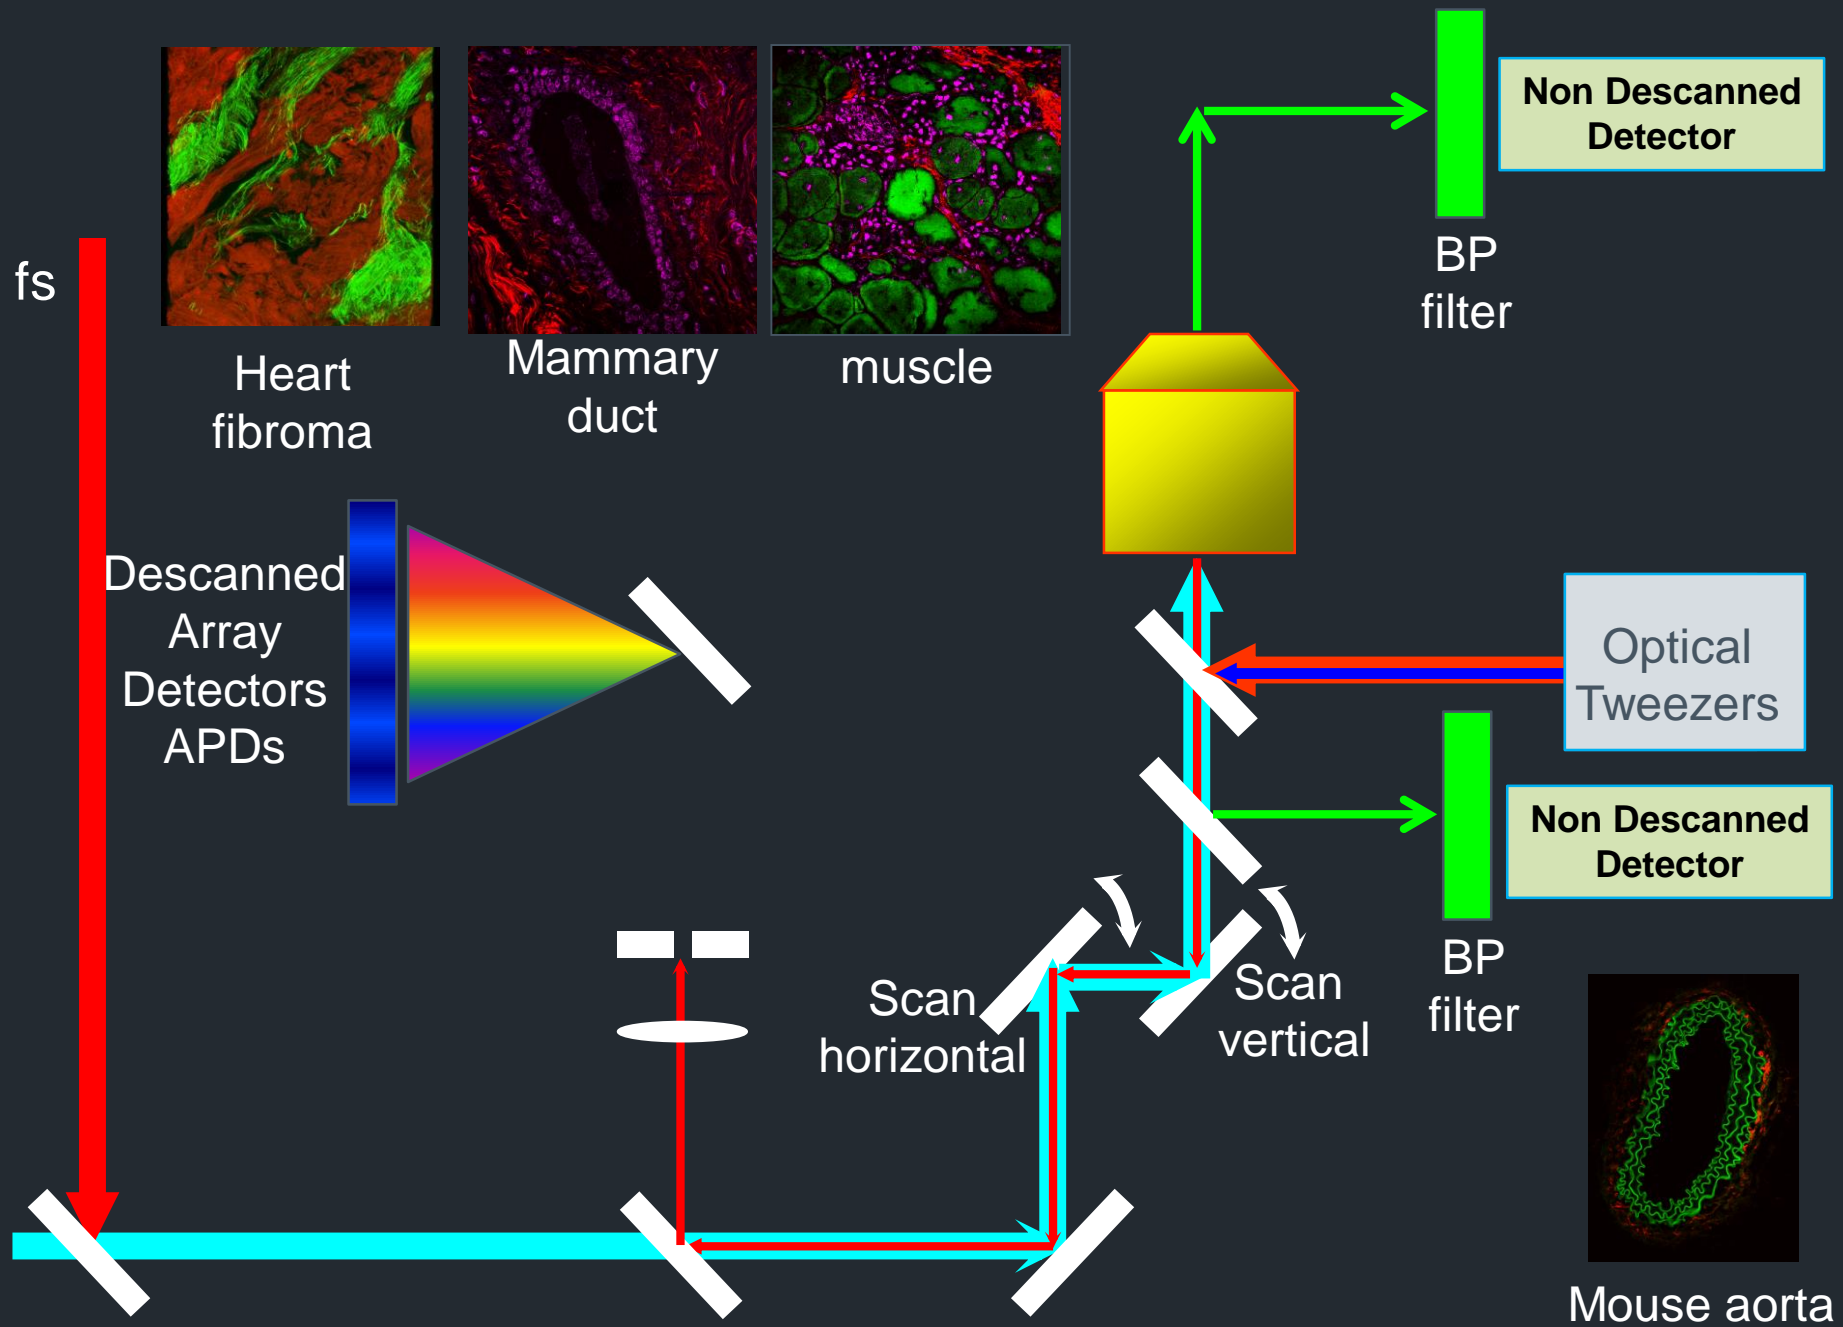 fs
Heart
fibroma
Mammary
duct
muscle
Non Descanned
Detector
BP
filter
Descanned
Array
Detectors
APDs
Optical
Tweezers
Non Descanned
Detector
BP
filter
Scan
horizontal
Scan
vertical
Mouse aorta